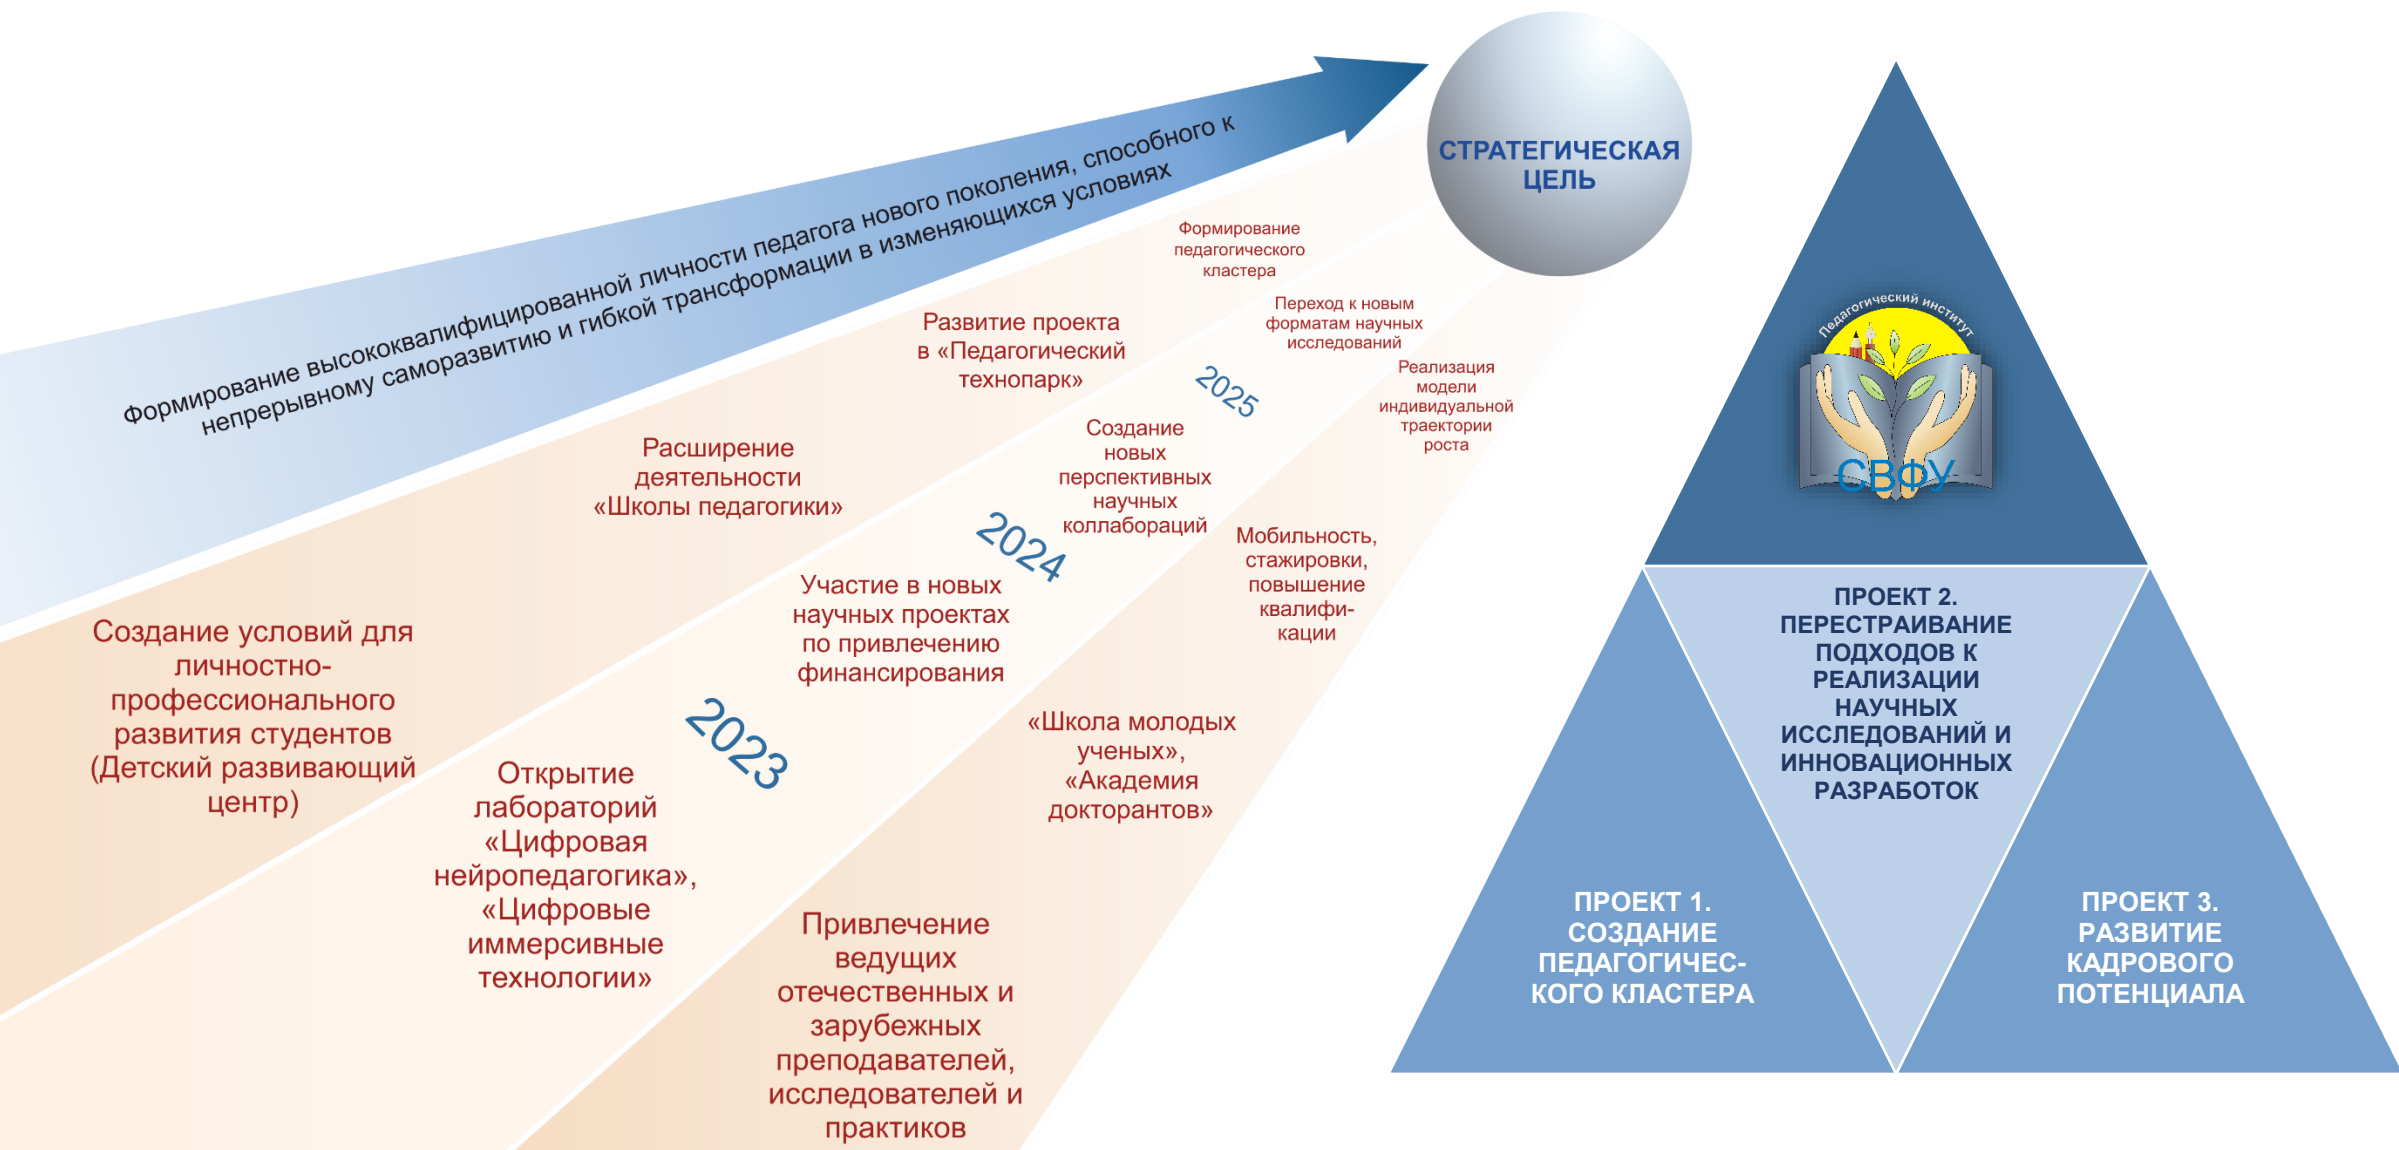 Формирование высококвалифицированной личности педагога нового поколения, способного к
непрерывному саморазвитию и гибкой трансформации в изменяющихся условиях
СТРАТЕГИЧЕСКАЯ
ЦЕЛЬ
Создание условий для
личностно-
профессионального
развития студентов
(Детский развивающий
центр)
Расширение
деятельности
«Школы педагогики»
Развитие проекта
в «Педагогический
технопарк»
Формирование
педагогического
кластера
Открытие
лабораторий
«Цифровая
нейропедагогика»,
«Цифровые
иммерсивные
технологии»
2023
Участие в новых
научных проектах
по привлечению
финансирования
2024
Создание
новых
перспективных
научных
коллабораций
2025
Переход к новым
форматам научных
исследований
Привлечение
ведущих
отечественных и
зарубежных
преподавателей,
исследователей и
практиков
«Школа молодых
ученых»,
«Академия
докторантов»
Мобильность,
стажировки,
повышение
квалифи-
кации
Реализация
модели
индивидуальной
траектории
роста
Педагогический институт
СВФУ
ПРОЕКТ 2.
ПЕРЕСТРАИВАНИЕ
ПОДХОДОВ К
РЕАЛИЗАЦИИ
НАУЧНЫХ
ИССЛЕДОВАНИЙ И
ИННОВАЦИОННЫХ
РАЗРАБОТОК
ПРОЕКТ 1.
СОЗДАНИЕ
ПЕДАГОГИЧЕС-
КОГО КЛАСТЕРА
ПРОЕКТ 3.
РАЗВИТИЕ
КАДРОВОГО
ПОТЕНЦИАЛА